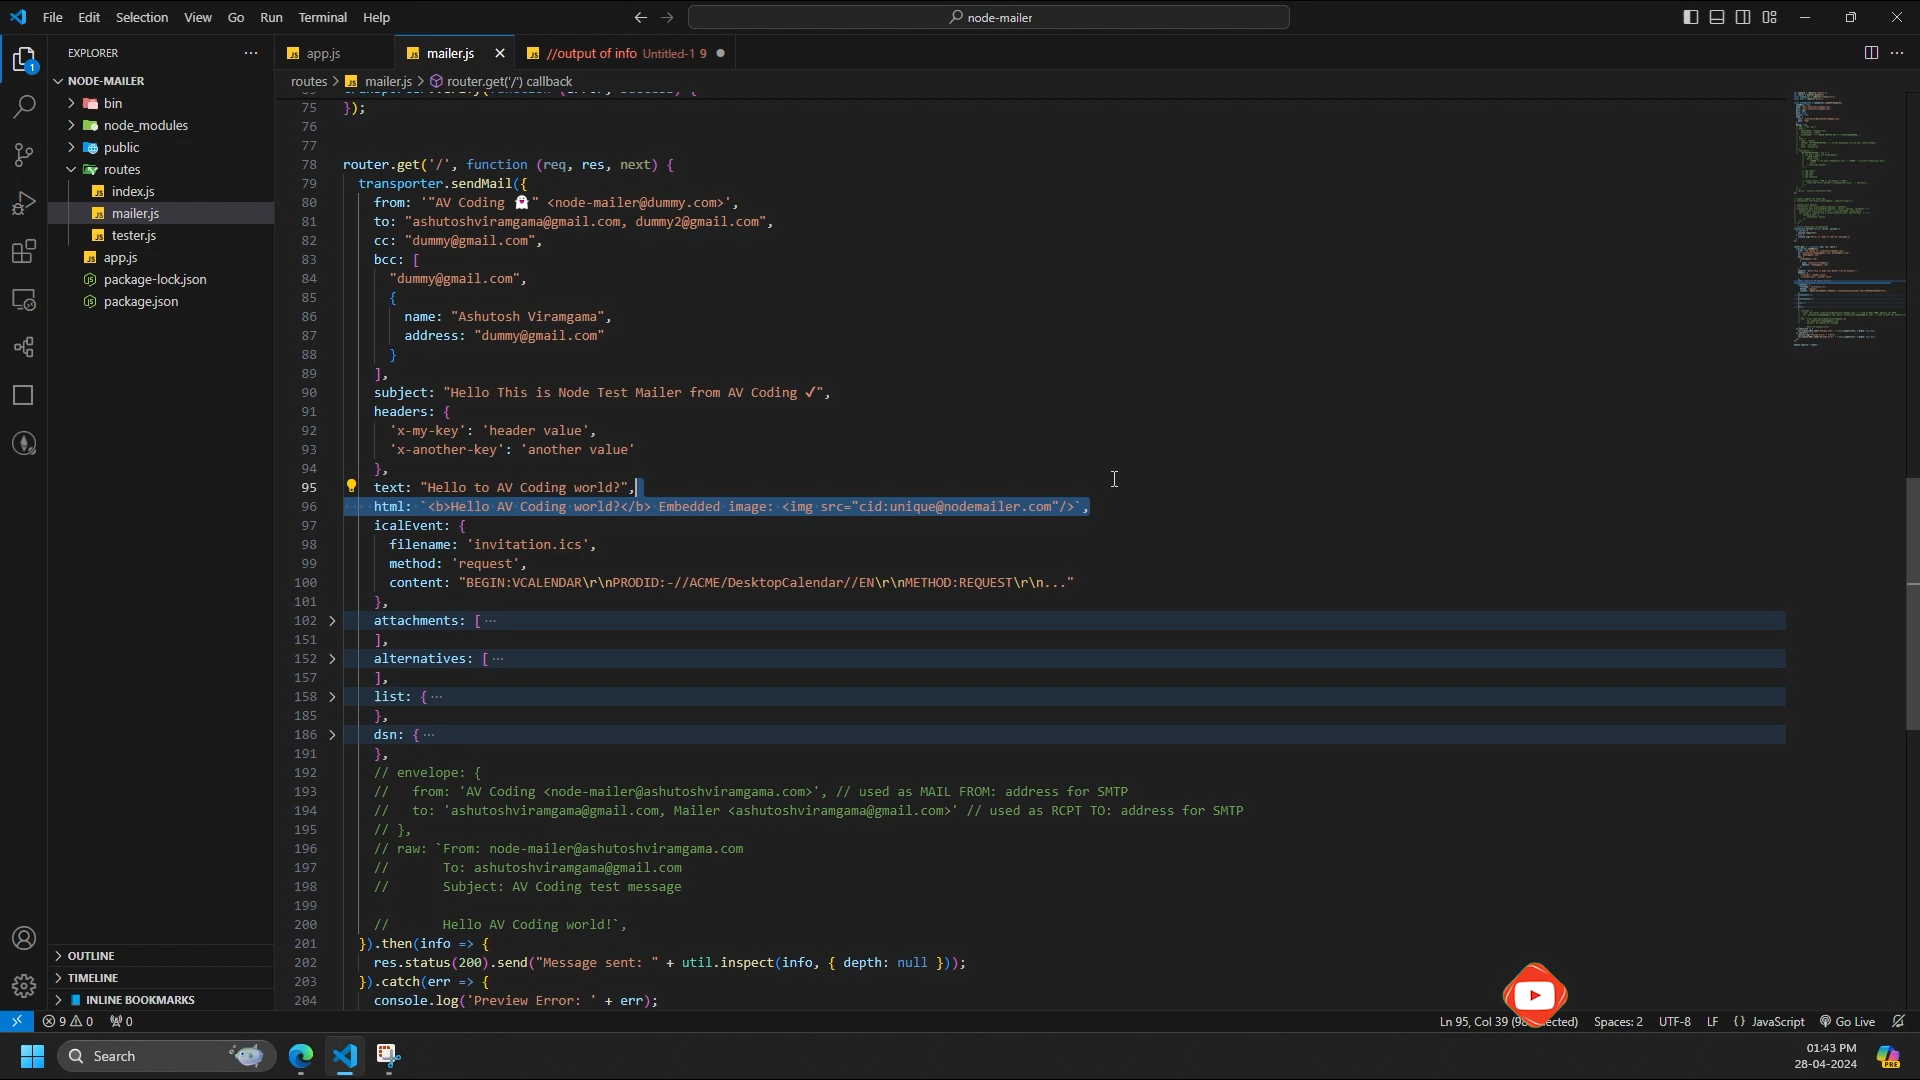 File Edit Selection View Go Run Terminal Help
node-mailer
EXPLORER
NODE-MAILER
bin
node_modules
public
routes
index.js
mailer.js
tester.js
app.js
package-lock.json
package.json
OUTLINE
TIMELINE
INLINE BOOKMARKS
app.js mailer.js //output of info Untitled-1 9
routes > mailer.js > router.get('/') callback
75 });
76
77
78 router.get('/', function (req, res, next) {
79 transporter.sendMail({
80 from: '"AV Coding 👻" <node-mailer@dummy.com>',
81 to: "ashutoshviramgama@gmail.com, dummy2@gmail.com",
82 cc: "dummy@gmail.com",
83 bcc: [
84 "dummy@gmail.com",
85 {
86 name: "Ashutosh Viramgama",
87 address: "dummy@gmail.com"
88 }
89 ],
90 subject: "Hello This is Node Test Mailer from AV Coding ✓",
91 headers: {
92 'x-my-key': 'header value',
93 'x-another-key': 'another value'
94 },
95 text: "Hello to AV Coding world?",
96 html: `<b>Hello AV Coding world?</b> Embedded image: <img src="cid:unique@nodemailer.com"/>`,
97 icalEvent: {
98 filename: 'invitation.ics',
99 method: 'request',
100 content: "BEGIN:VCALENDAR\r\nPRODID:-//ACME/DesktopCalendar//EN\r\nMETHOD:REQUEST\r\n..."
101 },
102 attachments: [ ···
151 ],
152 alternatives: [ ···
157 ],
158 list: { ···
185 },
186 dsn: { ···
191 },
192 // envelope: {
193 // from: 'AV Coding <node-mailer@ashutoshviramgama.com>', // used as MAIL FROM: address for SMTP
194 // to: 'ashutoshviramgama@gmail.com, Mailer <ashutoshviramgama@gmail.com>' // used as RCPT TO: address for SMTP
195 // },
196 // raw: `From: node-mailer@ashutoshviramgama.com
197 // To: ashutoshviramgama@gmail.com
198 // Subject: AV Coding test message
199
200 // Hello AV Coding world!`,
201 }).then(info => {
202 res.status(200).send("Message sent: " + util.inspect(info, { depth: null }));
203 }).catch(err => {
204 console.log('Preview Error: ' + err);
9 0 0
Ln 95, Col 39 Spaces: 2 UTF-8 LF {} JavaScript Go Live
Search
01:43 PM
28-04-2024
PRE